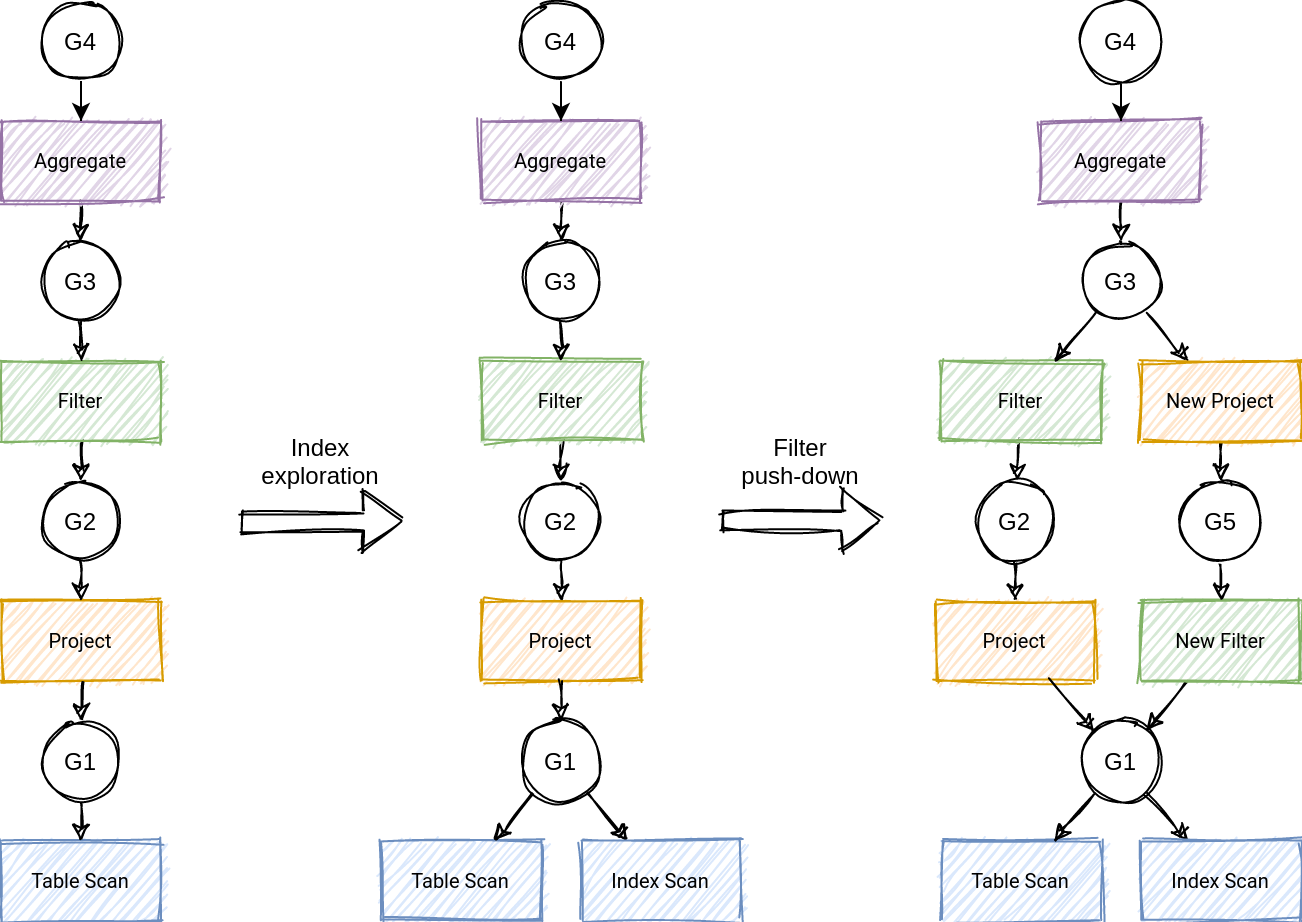 G4
Aggregate
G3
Filter
G2
Project
G1
Table Scan
Index
exploration
G4
Aggregate
G3
Filter
G2
Project
G1
Table Scan
Index Scan
Filter
push-down
G4
Aggregate
G3
Filter
New Project
G2
G5
Project
New Filter
G1
Table Scan
Index Scan